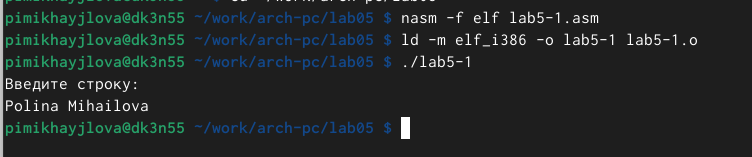 pimikhayjlova@dk3n55 ~/work/arch-pc/lab05 $ nasm -f elf lab5-1.asm
pimikhayjlova@dk3n55 ~/work/arch-pc/lab05 $ ld -m elf_i386 -o lab5-1 lab5-1.o
pimikhayjlova@dk3n55 ~/work/arch-pc/lab05 $ ./lab5-1
Введите строку:
Polina Mihailova
pimikhayjlova@dk3n55 ~/work/arch-pc/lab05 $